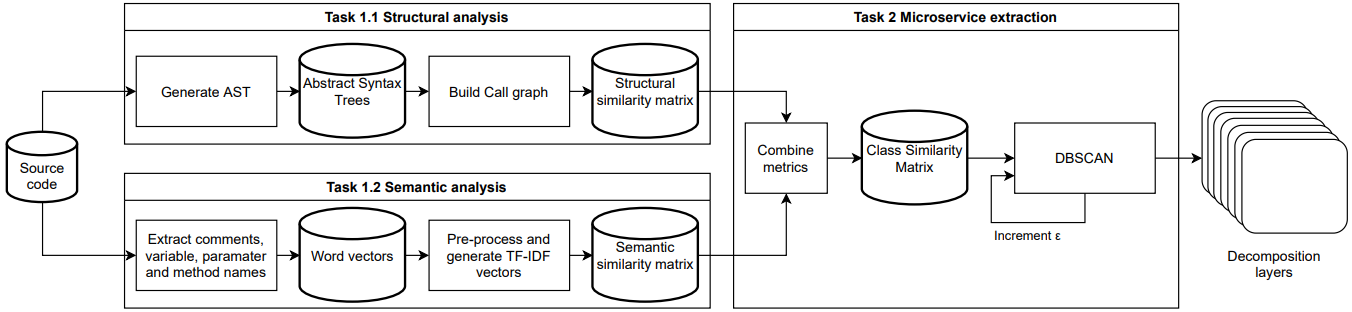 Task 1.1 Structural analysis
Task 2 Microservice extraction
Generate AST
Abstract Syntax
Trees
Build Call graph
Structural
similarity matrix
Source
code
Combine
metrics
Class Similarity
Matrix
DBSCAN
Increment ε
Task 1.2 Semantic analysis
Extract comments,
variable, paramater
and method names
Word vectors
Pre-process and
generate TF-IDF
vectors
Semantic
similarity matrix
Decomposition
layers